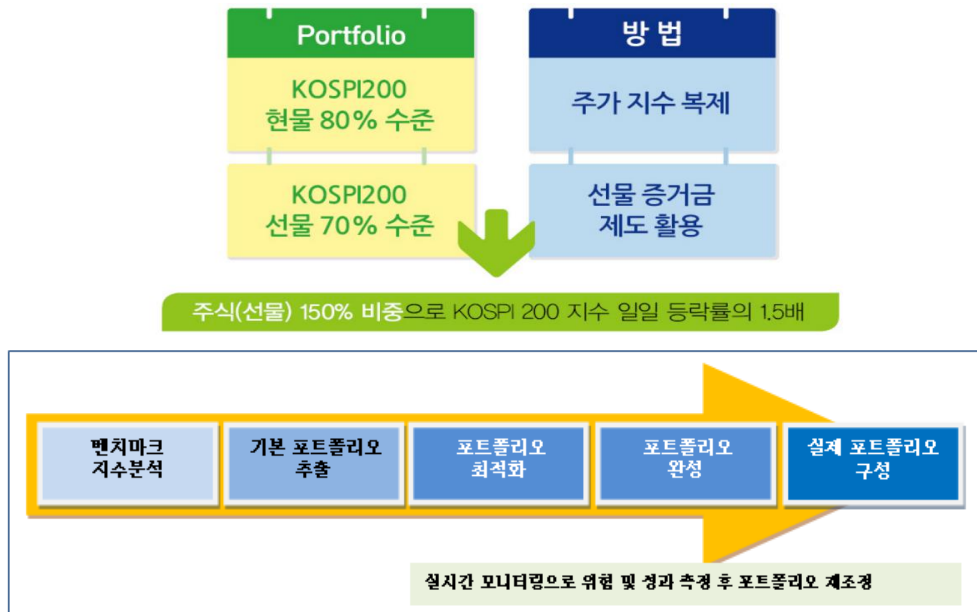 Portfolio
방 법
KOSPI200
현물 80% 수준
주가 지수 복제
KOSPI200
선물 70% 수준
선물 증거금
제도 활용
주식(선물) 150% 비중으로 KOSPI 200 지수 일일 등락률의 1.5배
벤치마크
지수분석
기본 포트폴리오
추출
포트폴리오
최적화
포트폴리오
완성
실제 포트폴리오
구성
실시간 모니터링으로 위험 및 성과 측정 후 포트폴리오 재조정